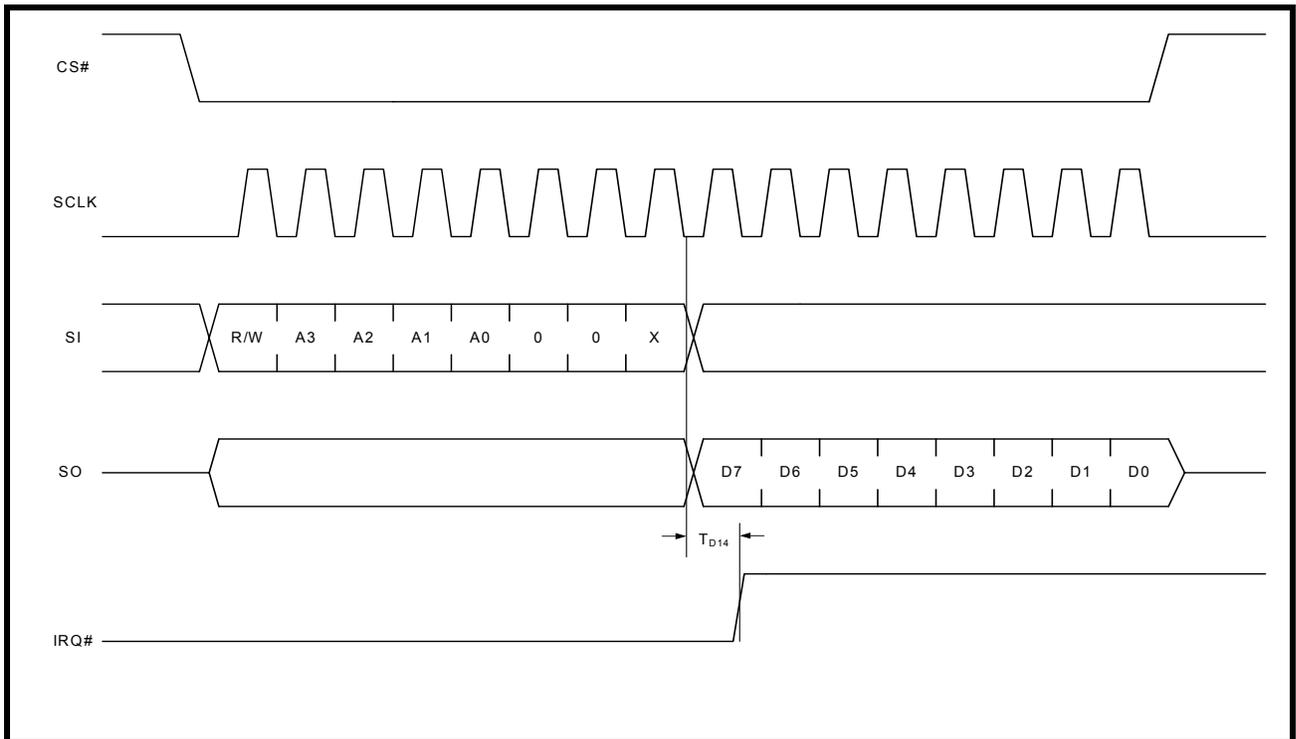 CS#
SCLK
SI R/W A3 A2 A1 A0 0 0 X
SO D7 D6 D5 D4 D3 D2 D1 D0
TD14
IRQ#